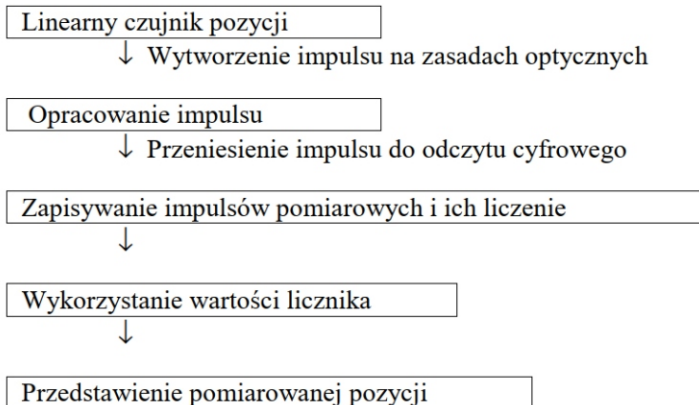 Linearny czujnik pozycji
↓ Wytworzenie impulsu na zasadach optycznych
Opracowanie impulsu
↓ Przeniesienie impulsu do odczytu cyfrowego
Zapisywanie impulsów pomiarowych i ich liczenie
↓
Wykorzystanie wartości licznika
↓
Przedstawienie pomiarowanej pozycji